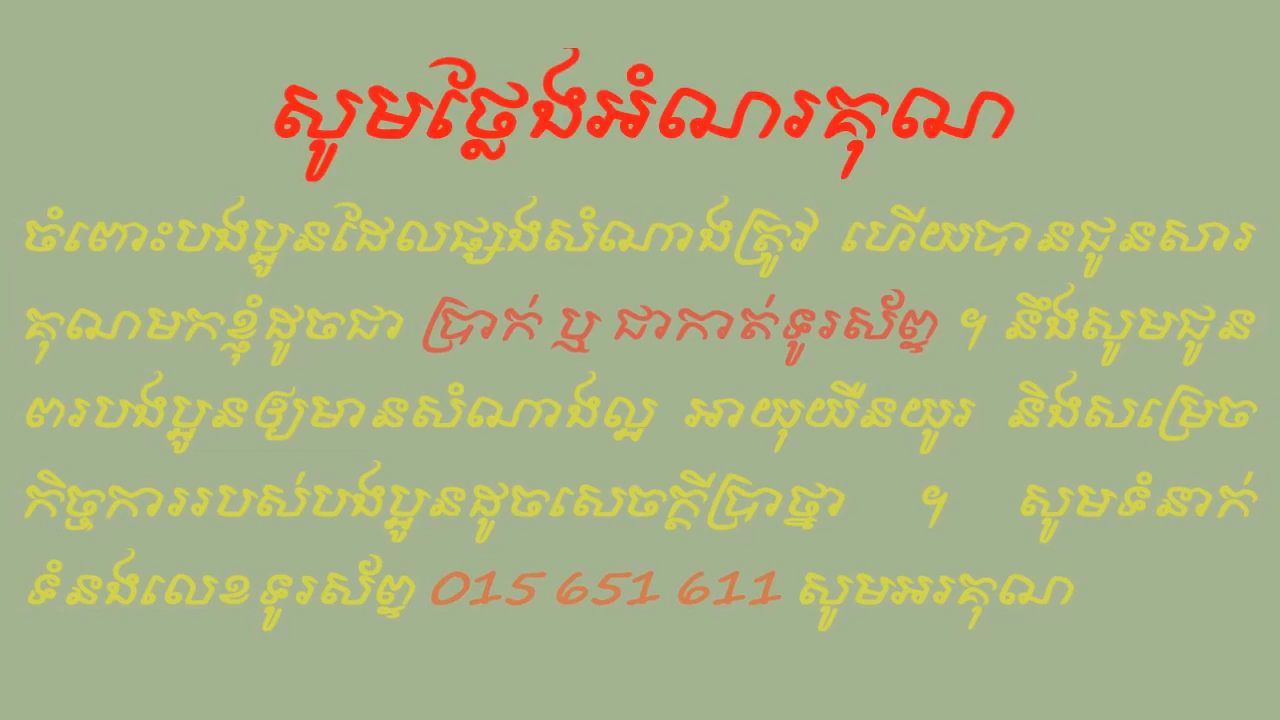 សូមថ្លែងអំណរគុណ
ចំពោះបងប្អូនដែលផ្សងសំណាងត្រូវ ហើយបានជូនសារ
គុណមកខ្ញុំដូចជា ប្រាក់ ឬ ជាកាត់ទូរស័ព្ទ ។ នឹងសូមជូន
ពរបងប្អូនឲ្យមានសំណាងល្អ អាយុយឺនយូរ និងសម្រេច
កិច្ចការរបស់បងប្អូនដូចសេចក្តីប្រាថ្នា ។ សូមទំនាក់
ទំនងលេខទូរស័ព្ទ 015 651 611 សូមអរគុណ